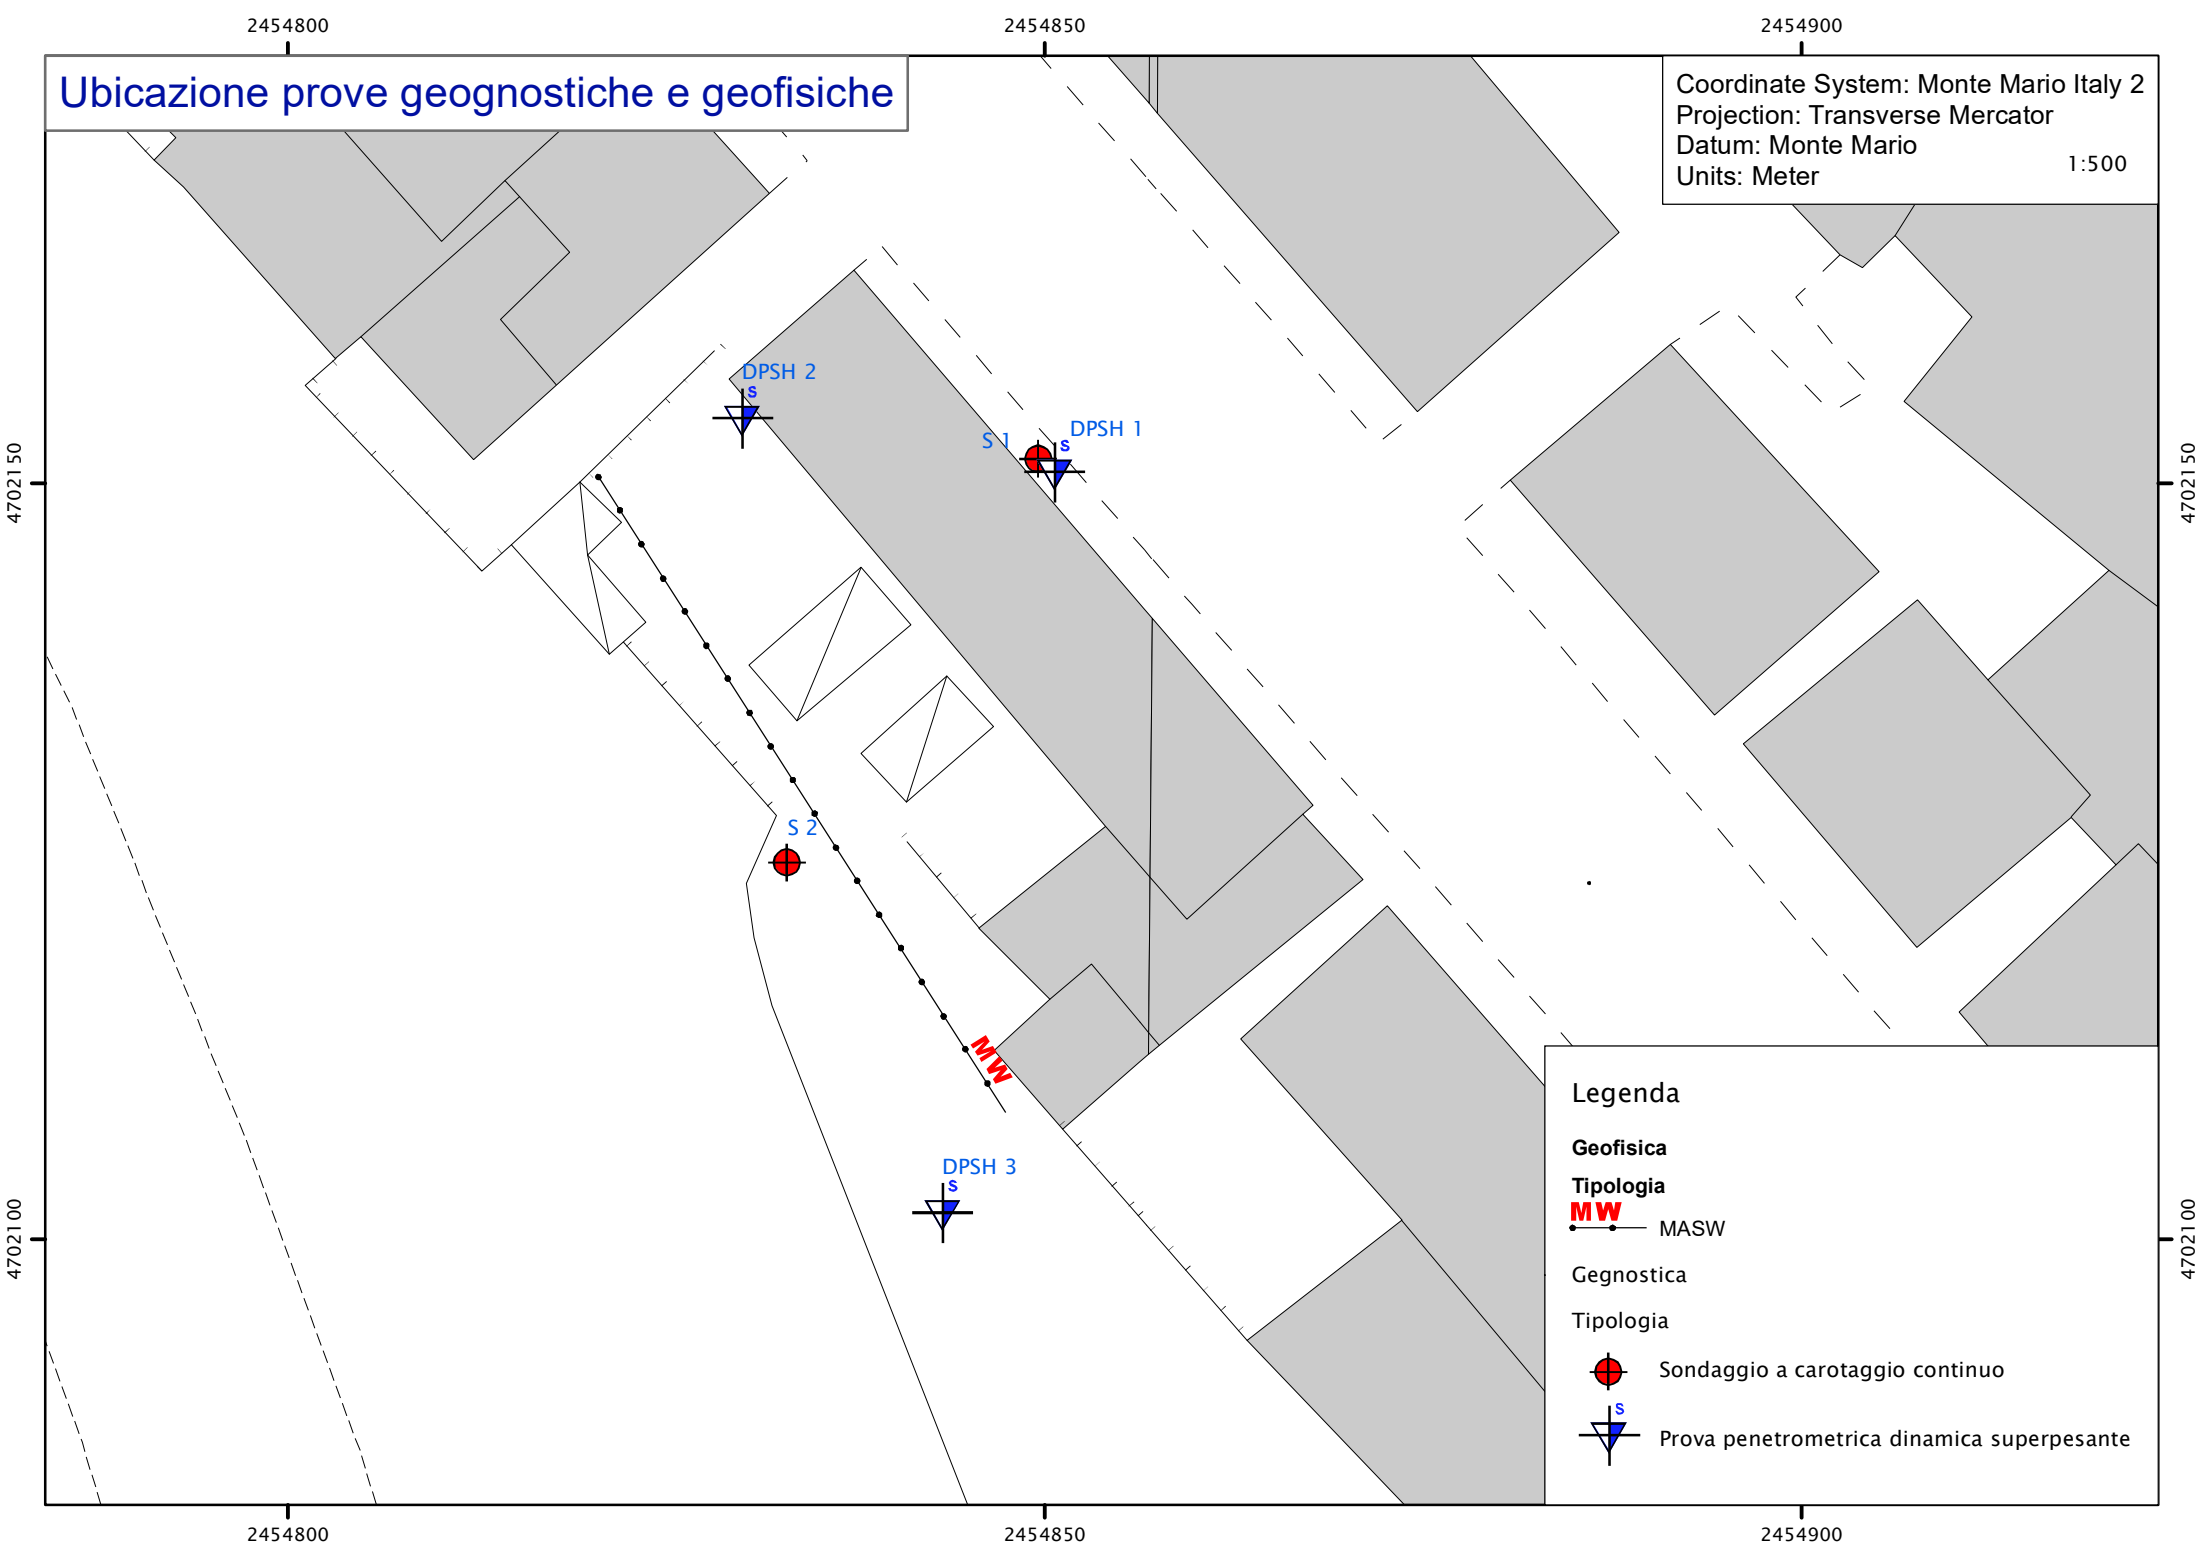 2454800
2454850
2454900
Ubicazione prove geognostiche e geofisiche
Coordinate System: Monte Mario Italy 2
Projection: Transverse Mercator
Datum: Monte Mario
Units: Meter
1:500
DPSH 2
S
S 1
DPSH 1
S
4702150
4702150
S 2
MW
DPSH 3
S
4702100
4702100
Legenda
Geofisica
Tipologia
MW
MASW
Gegnostica
Tipologia
Sondaggio a carotaggio continuo
S
Prova penetrometrica dinamica superpesante
2454800
2454850
2454900